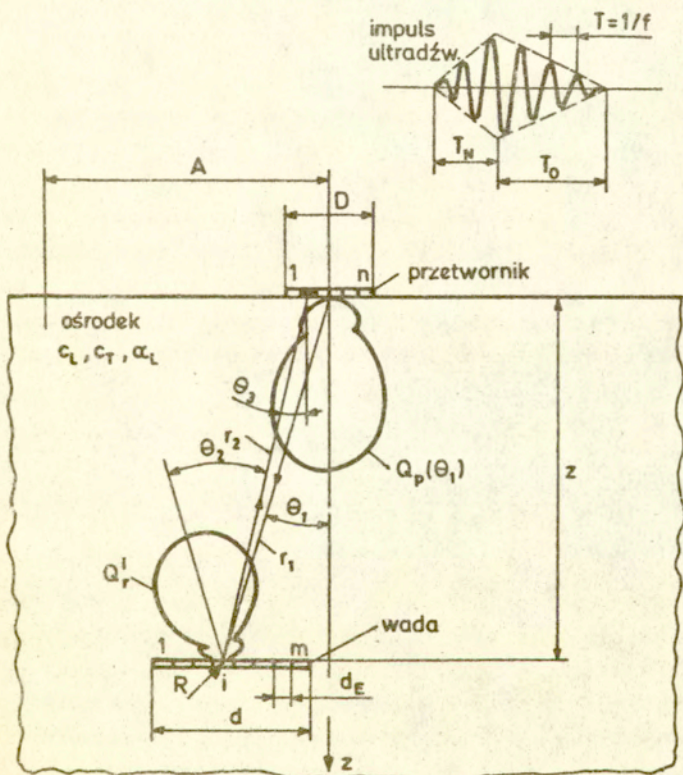 impuls
ultradźw.
T=1/f
T_N
T_O
A
D
1
n
przetwornik
ośrodek
c_L, c_T, α_L
θ_3
θ_2
r_2
Q_p(θ_1)
z
θ_1
r_1
Q_r^i
wada
1
m
R
i
d_E
d
z